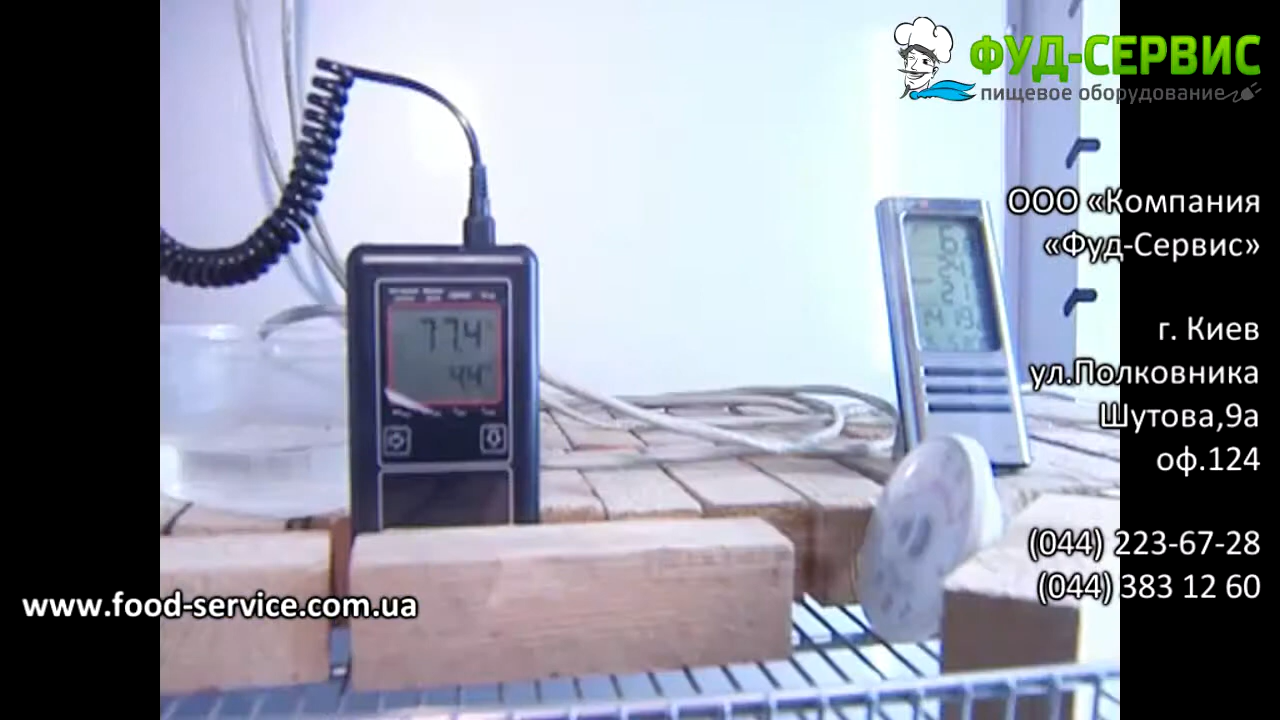 ФУД-СЕРВИС
пищевое оборудование
ООО «Компания
«Фуд-Сервис»
г. Киев
ул.Полковника
Шутова,9а
оф.124
(044) 223-67-28
(044) 383 12 60
www.food-service.com.ua
77.4
44